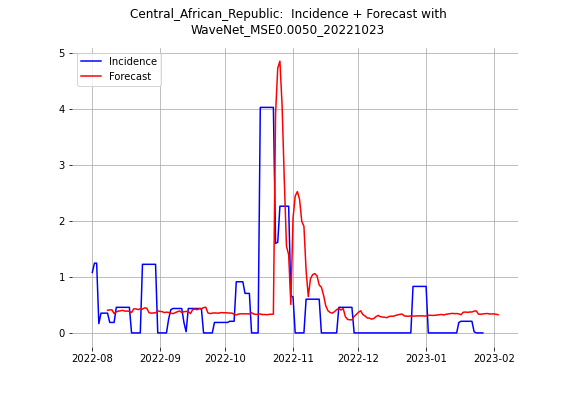 Central_African_Republic: Incidence + Forecast with
WaveNet_MSE0.0050_20221023
5
4
3
2
1
0
Incidence
Forecast
2022-08 2022-09 2022-10 2022-11 2022-12 2023-01 2023-02